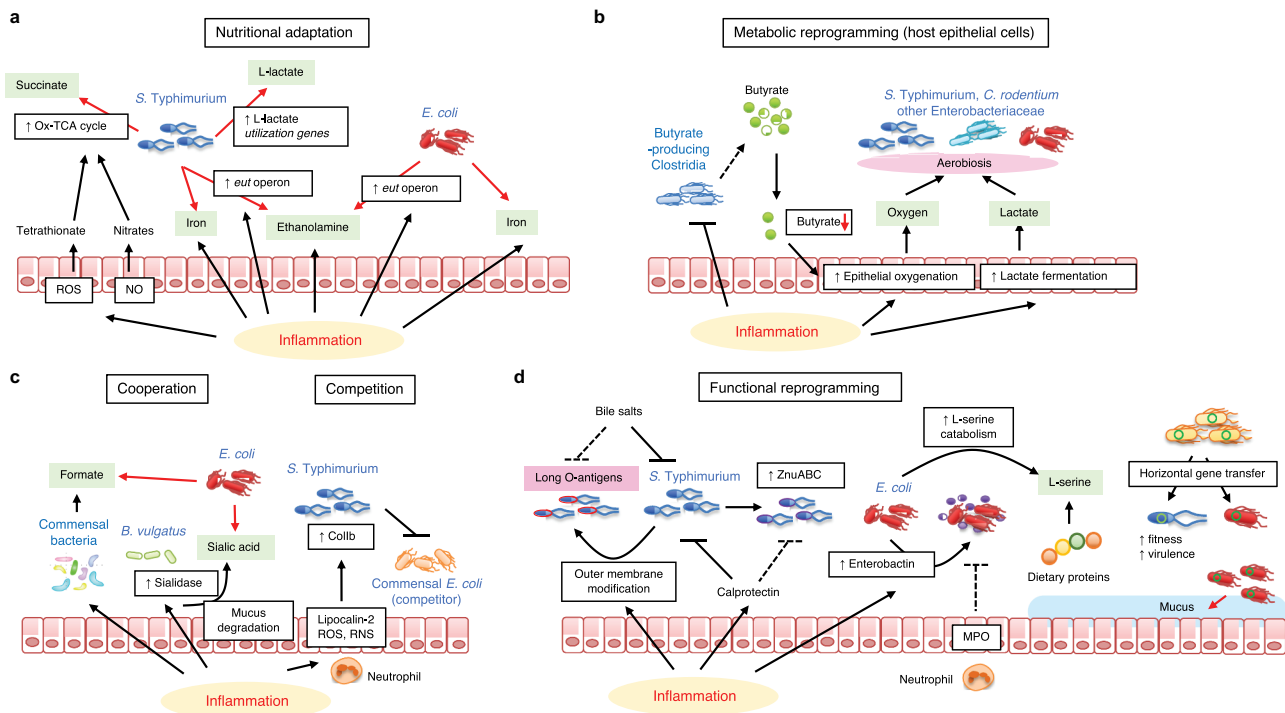 a
Nutritional adaptation
Succinate
L-lactate
S. Typhimurium
E. coli
↑ Ox-TCA cycle
↑ L-lactate
utilization genes
↑ eut operon
↑ eut operon
Iron
Ethanolamine
Iron
Tetrathionate
Nitrates
ROS
NO
Inflammation
b
Metabolic reprogramming (host epithelial cells)
Butyrate
S. Typhimurium, C. rodentium
other Enterobacteriaceae
Butyrate
-producing
Clostridia
Aerobiosis
Butyrate
Oxygen
Lactate
↑ Epithelial oxygenation
↑ Lactate fermentation
Inflammation
c
Cooperation
Competition
Formate
E. coli
S. Typhimurium
Commensal
bacteria
B. vulgatus
Sialic acid
↑ ColIb
↑ Sialidase
Commensal E. coli
(competitor)
Mucus
degradation
Lipocalin-2
ROS, RNS
Neutrophil
Inflammation
d
Functional reprogramming
Bile salts
↑ L-serine
catabolism
Long O-antigens
S. Typhimurium
↑ ZnuABC
E. coli
L-serine
Horizontal gene transfer
↑ fitness
↑ virulence
Outer membrane
modification
Calprotectin
↑ Enterobactin
Dietary proteins
Mucus
MPO
Neutrophil
Inflammation